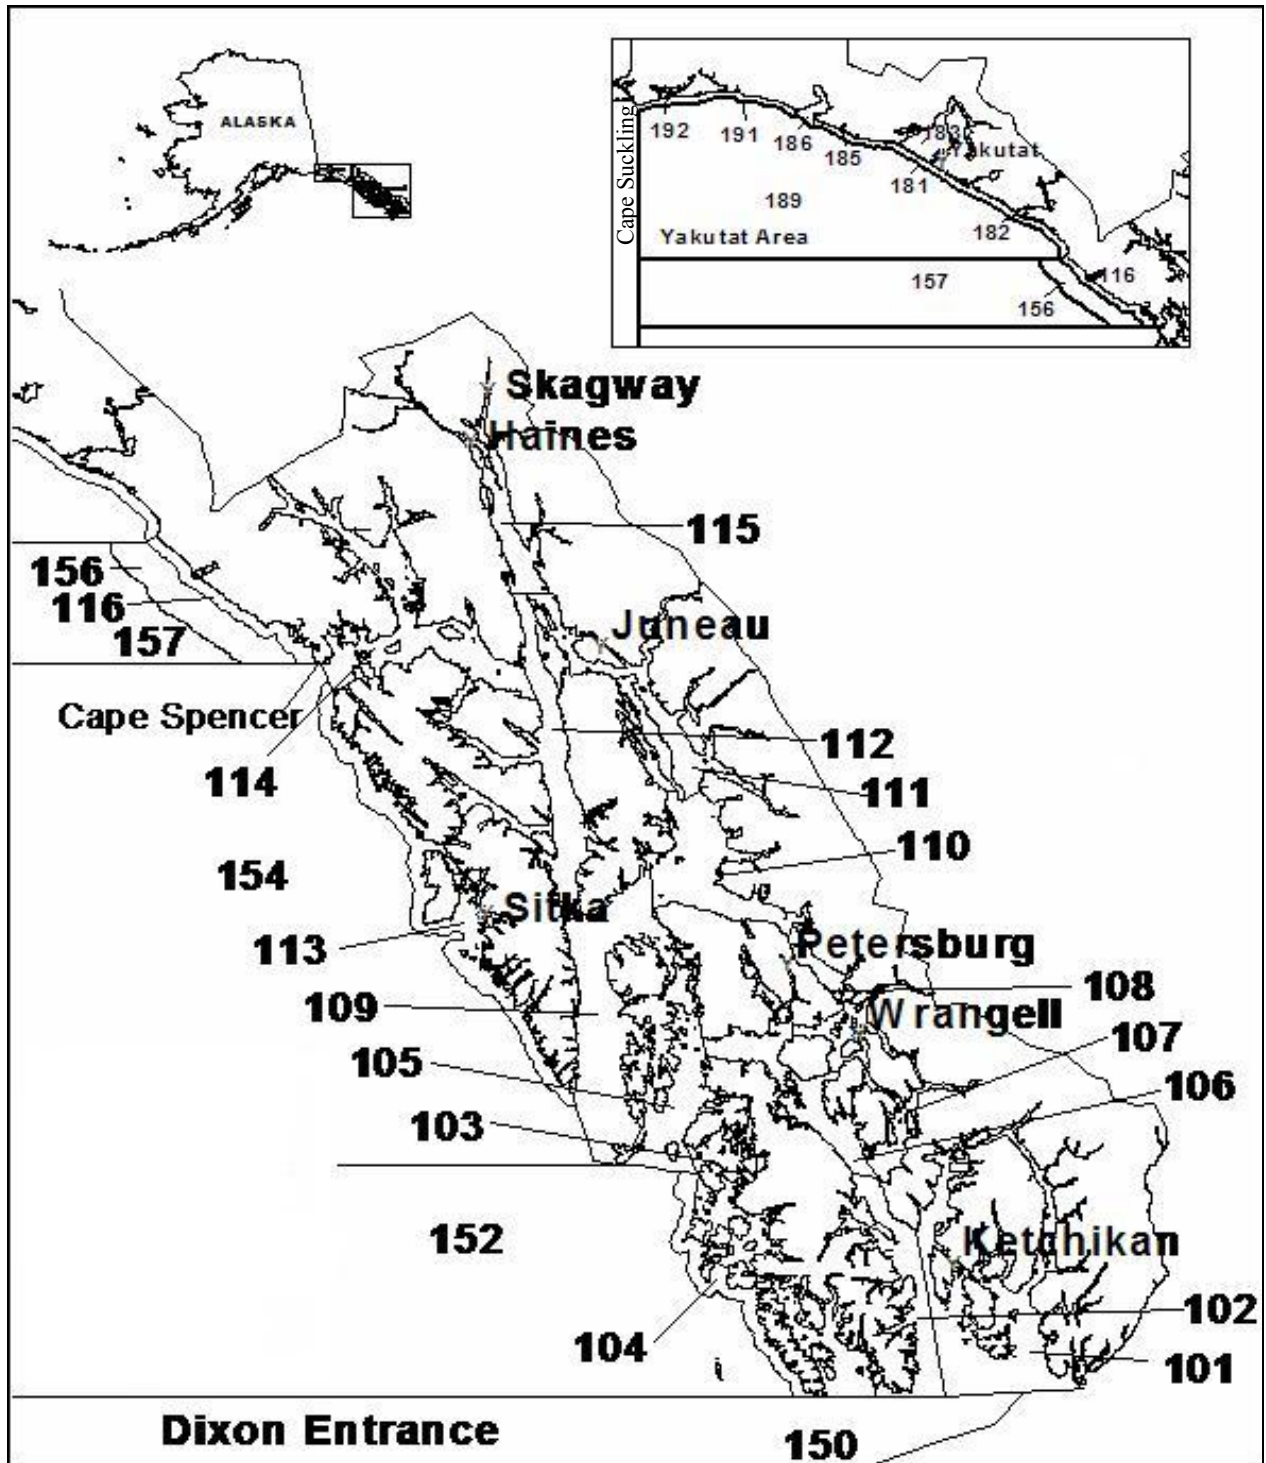 ALASKA
Cape Suckling
192
191
186
185
183
Yakutat
181
189
182
Yakutat Area
157
156
116
Skagway
Haines
115
156
116
157
Juneau
Cape Spencer
112
114
111
110
154
Sitka
113
Petersburg
109
108
Wrangell
107
105
106
103
152
Ketchikan
102
104
101
Dixon Entrance
150